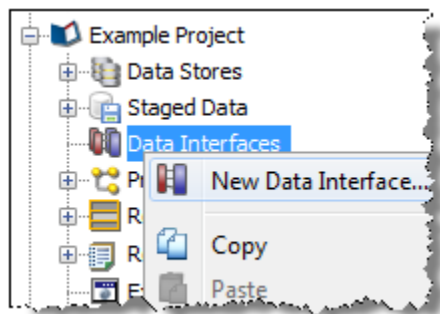 Example Project
Data Stores
Staged Data
Data Interfaces
New Data Interface...
Copy
Paste